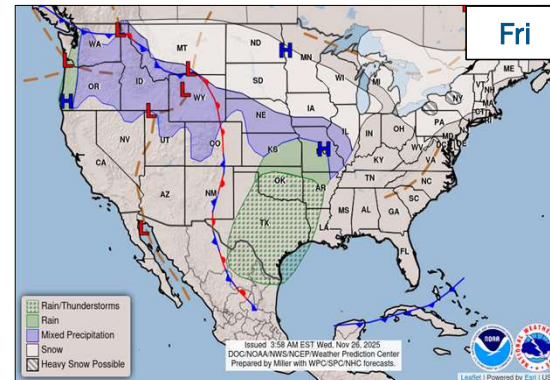 Fri
WA
MT
ND
MN
ME
OR
ID
WY
SD
WI
MI
NY
NH
MA
CT
RI
IA
NE
PA
NV
UT
CO
IL
IN
OH
MD
DE
WV
VA
CA
KS
KY
NC
TN
AZ
NM
OK
AR
SC
MS
AL
GA
TX
LA
FL
L
L
L
L
L
L
H
H
H
Rain/Thunderstorms
Rain
Mixed Precipitation
Snow
Heavy Snow Possible
Issued 3:58 AM EST Wed, Nov 26, 2025
DOC/NOAA/NWS/NCEP/Weather Prediction Center
Prepared by Miller with WPC/SPC/NHC forecasts.
NOAA
Leaflet | Powered by Esri | US